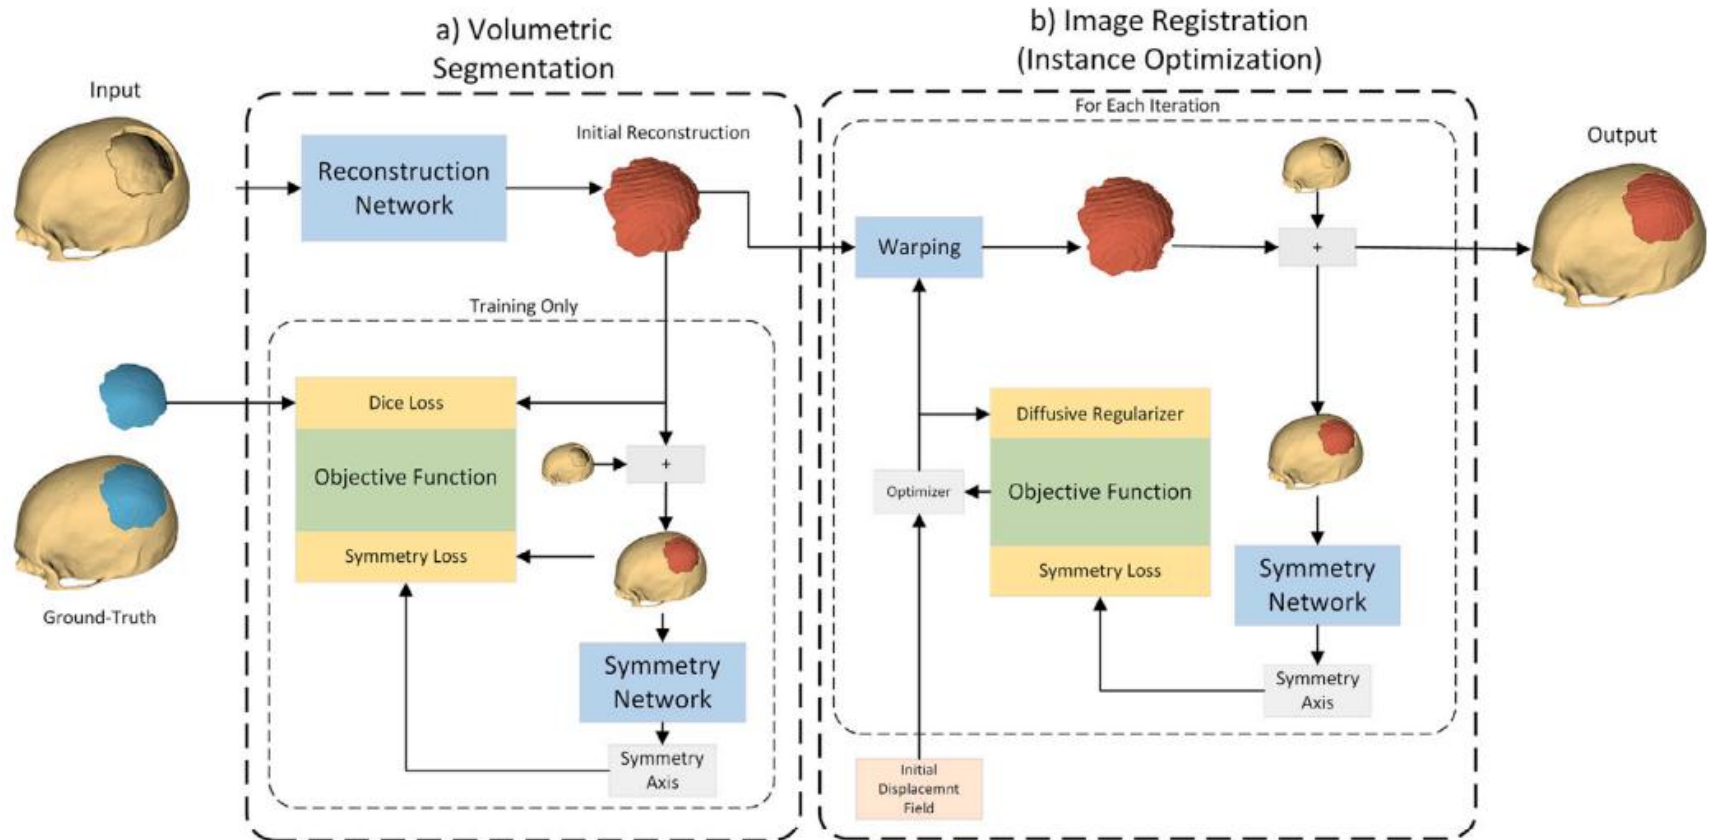 a) Volumetric
Segmentation
b) Image Registration
(Instance Optimization)
Input
Initial Reconstruction
Reconstruction
Network
Training Only
Dice Loss
Objective Function
Symmetry Loss
+
Symmetry
Network
Symmetry
Axis
Ground-Truth
For Each Iteration
Warping
+
Diffusive Regularizer
Optimizer
Objective Function
Symmetry Loss
Symmetry
Network
Symmetry
Axis
Initial
Displacemnt
Field
Output